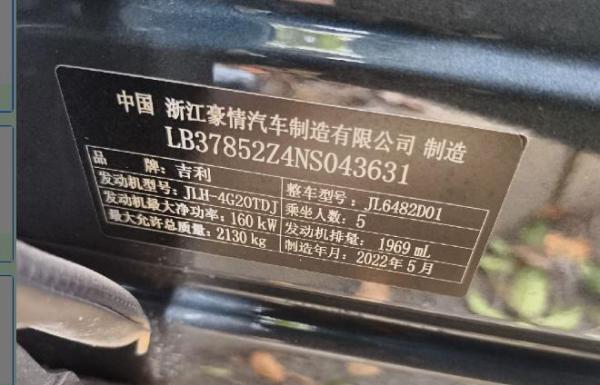 中国 浙江豪情汽车制造有限公司 制造
LB37852Z4NS043631
品 牌: 吉利 整车型号: JL6482D01
发动机型号: JLH-4G20TDJ 乘坐人数: 5
发动机最大净功率: 160 kW 发动机排量: 1969 mL
最大允许总质量: 2130 kg 制造年月: 2022年5月